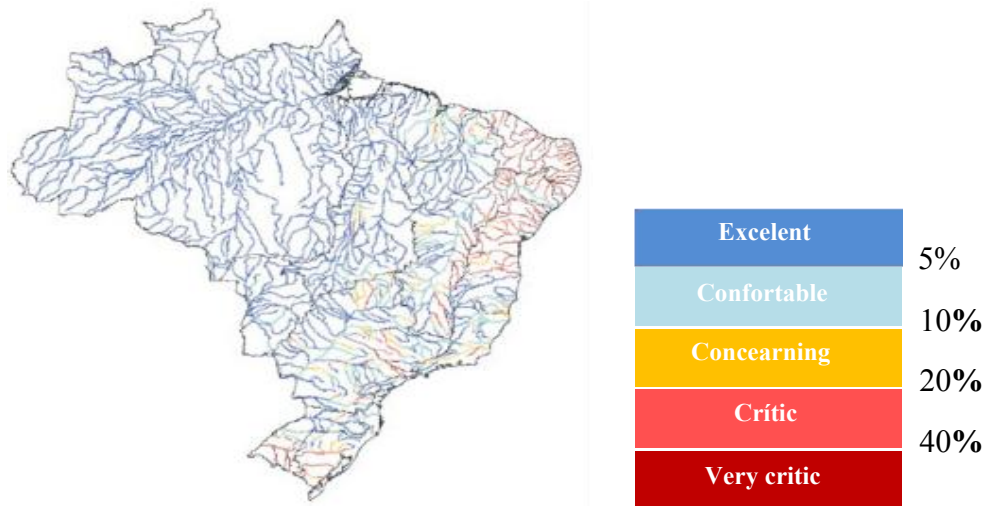 Excelent
5%
Confortable
10%
Concearning
20%
Crític
40%
Very critic